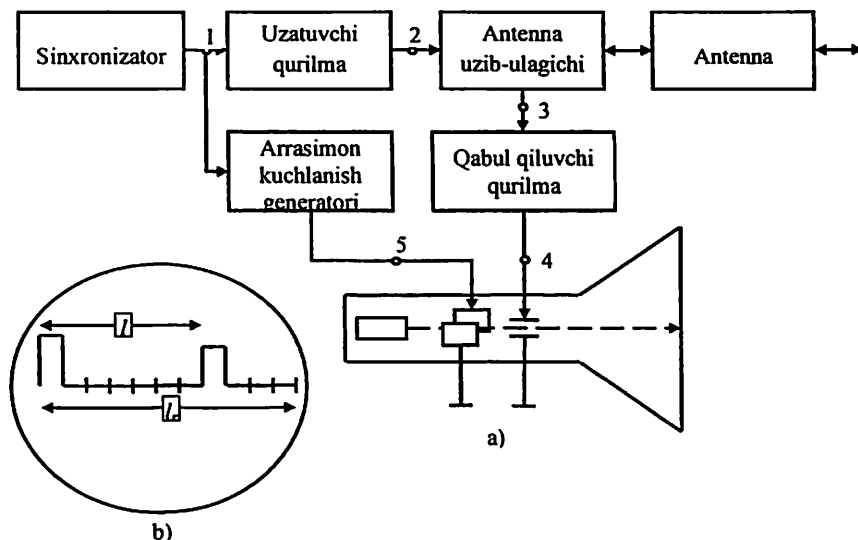 Sinxronizator
1
Uzatuvchi
qurilma
2
Antenna
uzib-ulagichi
Antenna
3
Arrasimon
kuchlanish
generatori
Qabul qiluvchi
qurilma
5
4
l
l
a)
b)